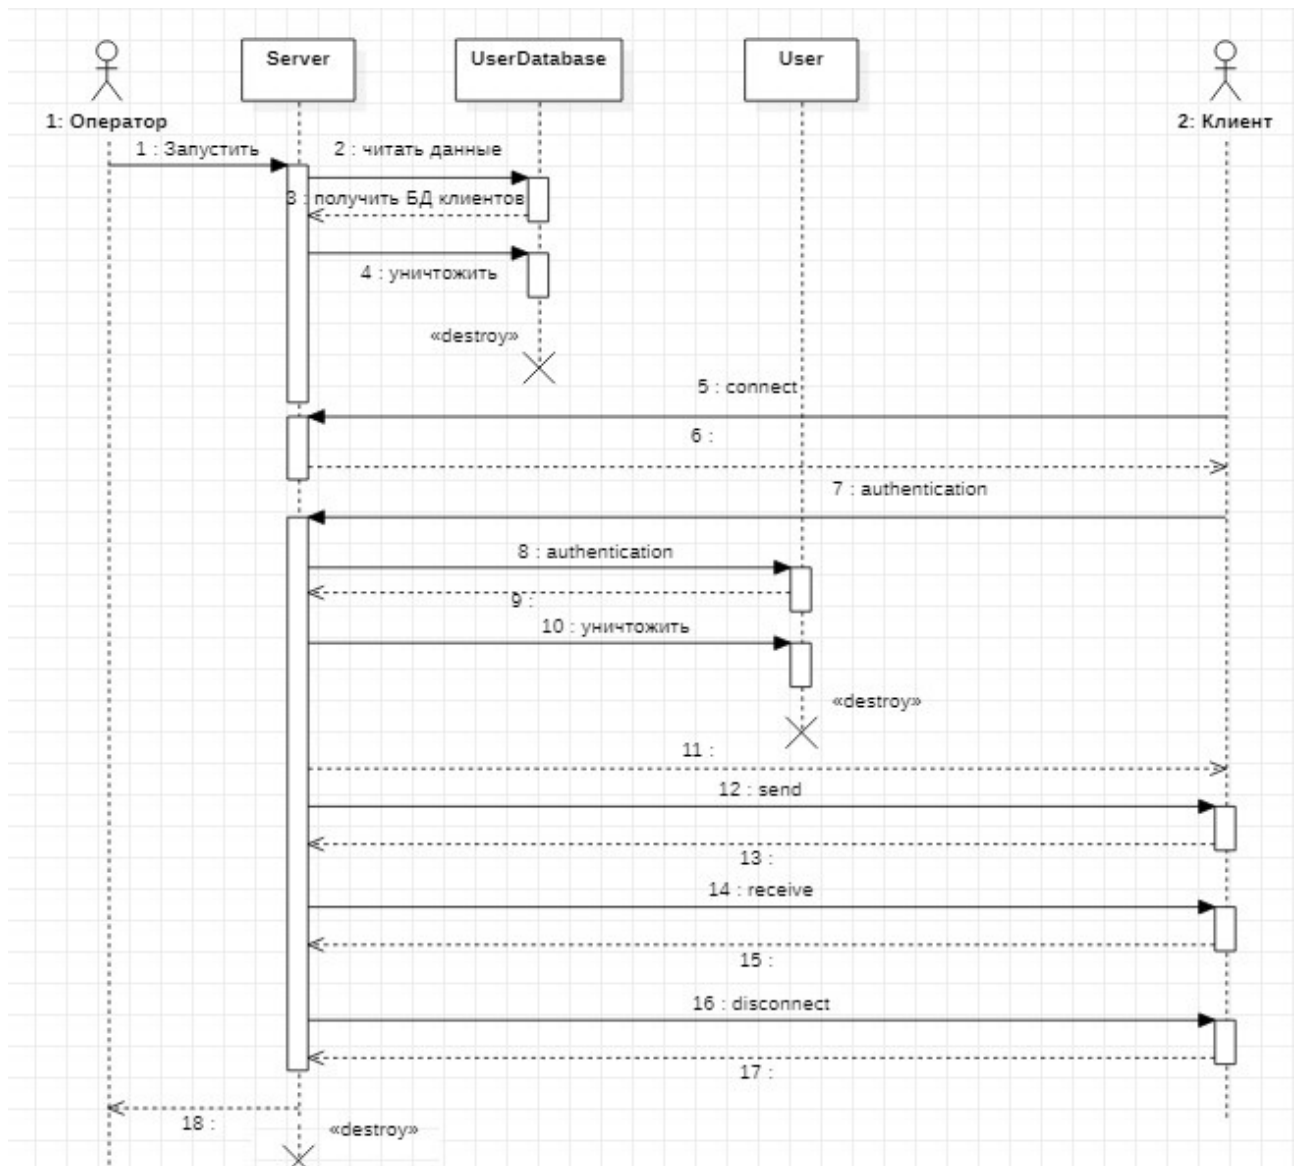 Server
UserDatabase
User
1: Оператор
2: Клиент
1 : Запустить
2 : читать данные
3 : получить БД клиентов
4 : уничтожить
«destroy»
5 : connect
6 :
7 : authentication
8 : authentication
9 :
10 : уничтожить
«destroy»
11 :
12 : send
13 :
14 : receive
15 :
16 : disconnect
17 :
18 :
«destroy»